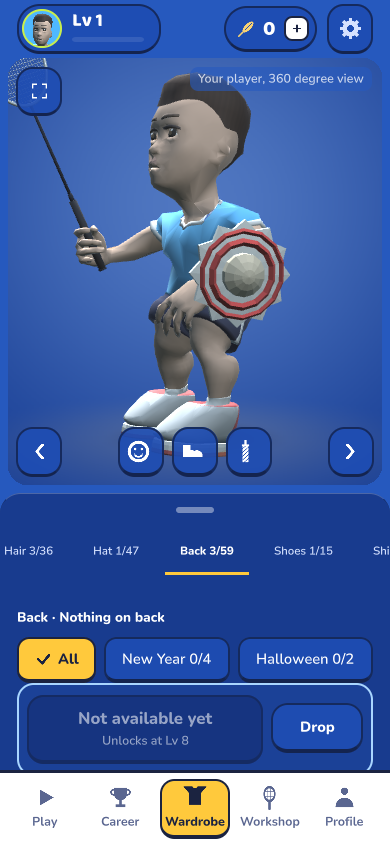 Lv 1
0
+
Your player, 360 degree view
Hair 3/36
Hat 1/47
Back 3/59
Shoes 1/15
Shi
Back · Nothing on back
All
New Year 0/4
Halloween 0/2
Not available yet
Unlocks at Lv 8
Drop
Play
Career
Wardrobe
Workshop
Profile